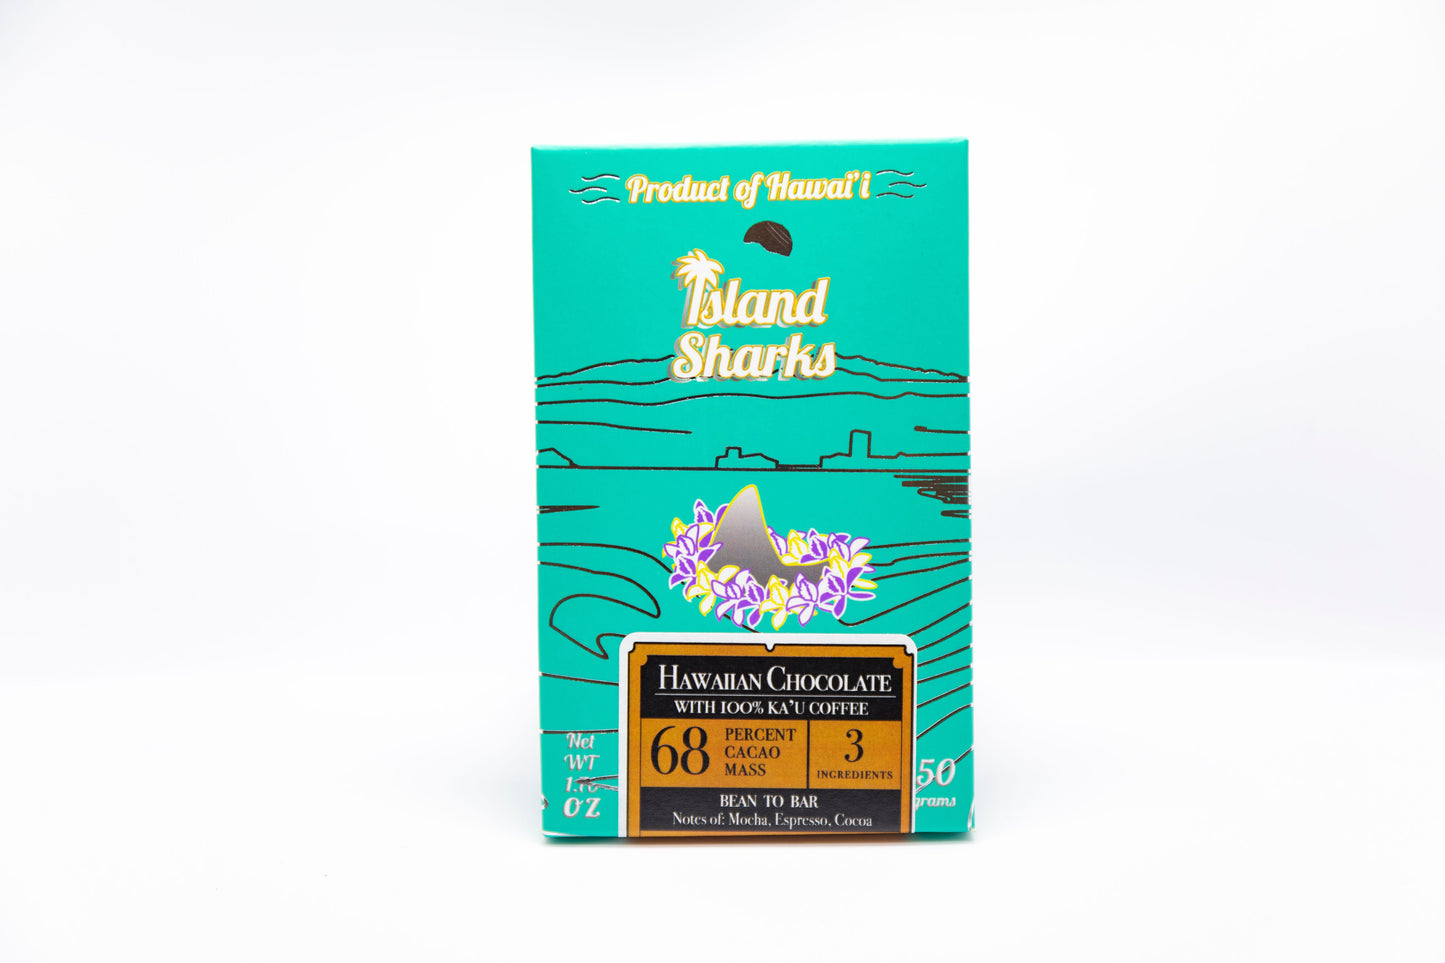 Product of Hawai'i
Island
Sharks
HAWAIIAN CHOCOLATE
WITH 100% KA'U COFFEE
68
PERCENT
CACAO
MASS
3
INGREDIENTS
BEAN TO BAR
Notes of: Mocha, Espresso, Cocoa
Net
WT
OZ
50
grams